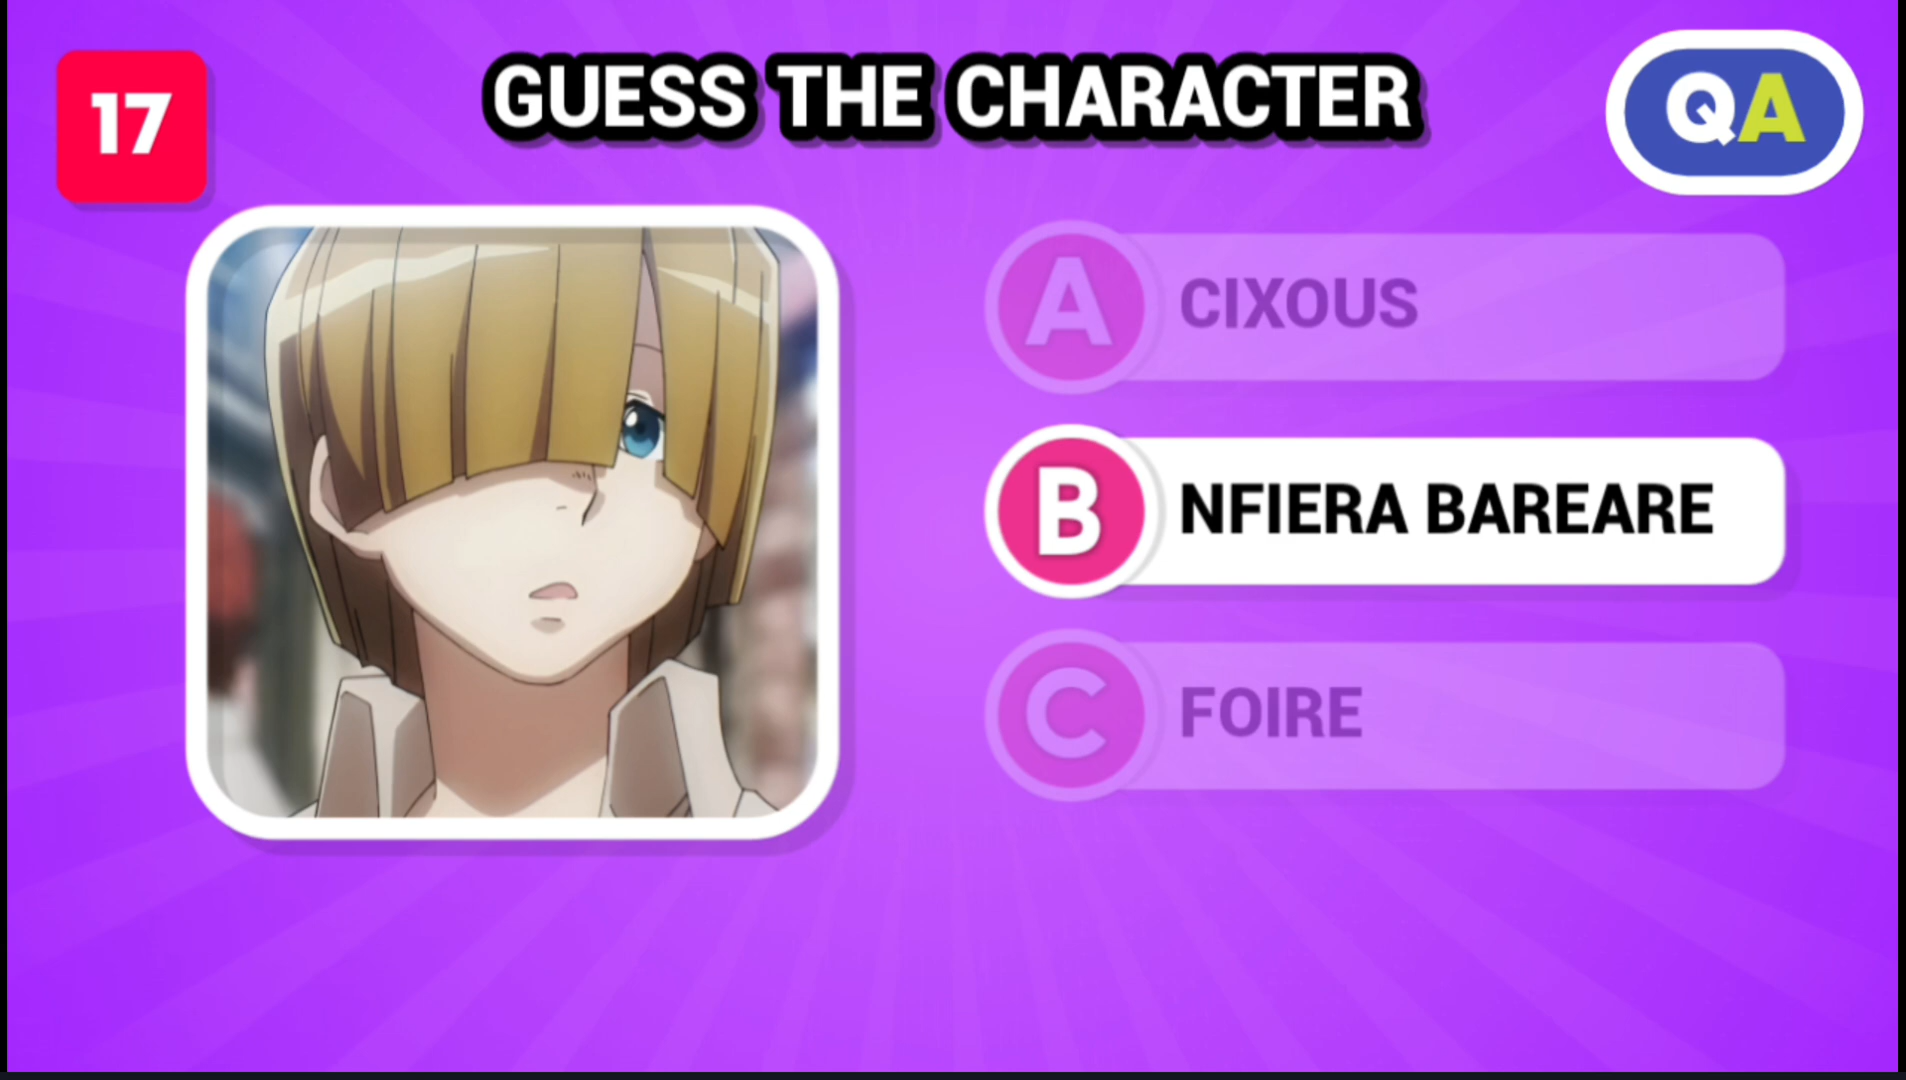 17
GUESS THE CHARACTER
QA
A CIXOUS
B NFIERA BAREARE
C FOIRE